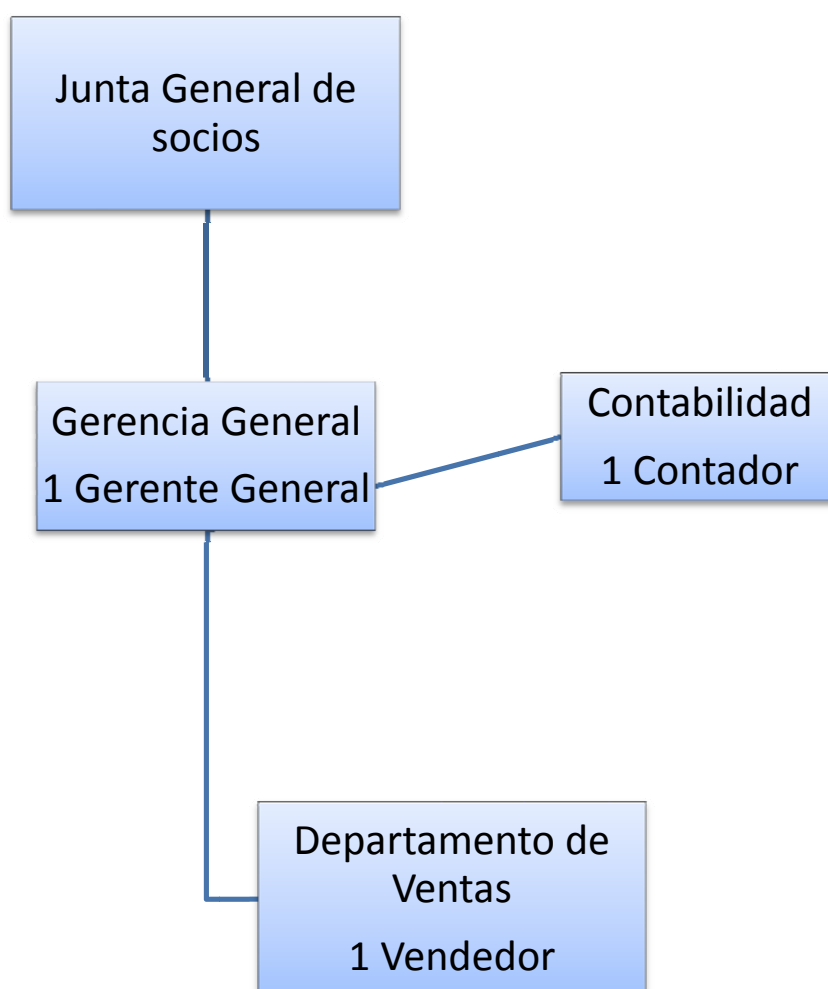 Junta General de
socios
Gerencia General
1 Gerente General
Contabilidad
1 Contador
Departamento de
Ventas
1 Vendedor